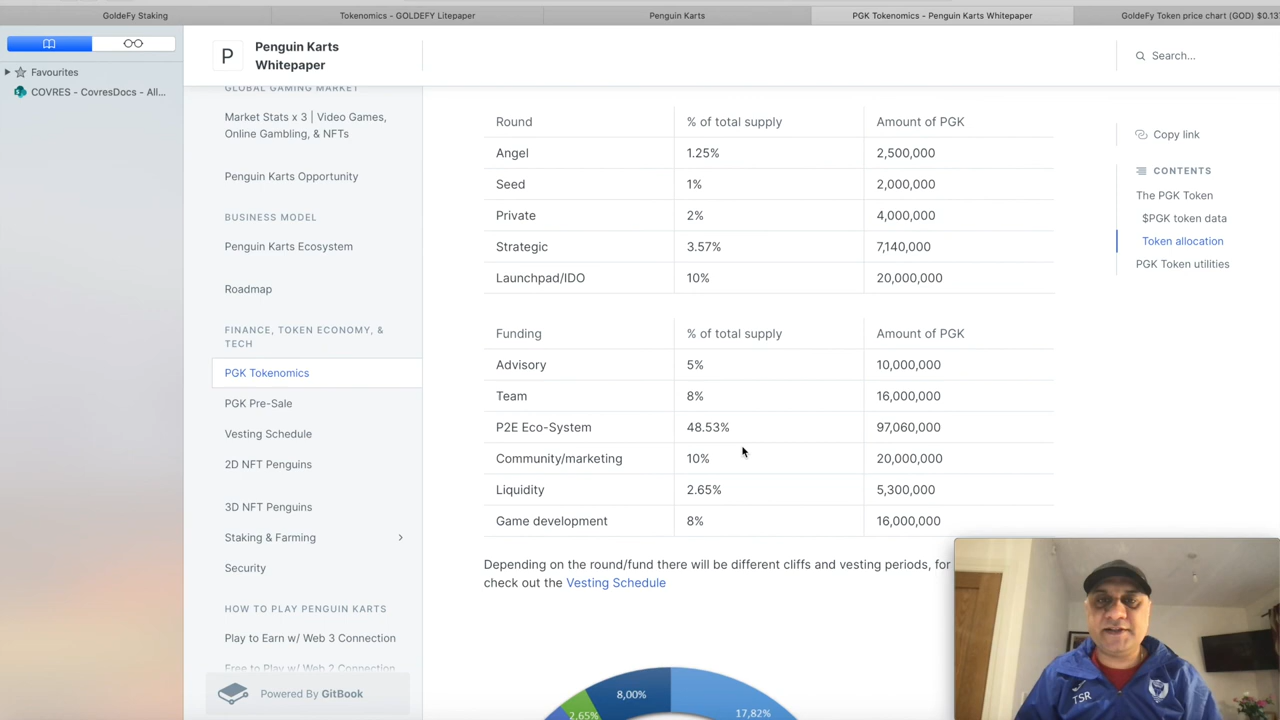 GoldeFy Staking
Tokenomics - GOLDEFY Litepaper
Penguin Karts
PGK Tokenomics - Penguin Karts Whitepaper
GoldeFy Token price chart (GOD) $0.13
Favourites
COVRES - CovresDocs - All...
P
Penguin Karts
Whitepaper
Search...
GLOBAL GAMING MARKET
Market Stats x 3 | Video Games,
Online Gambling, & NFTs
Penguin Karts Opportunity
BUSINESS MODEL
Penguin Karts Ecosystem
Roadmap
FINANCE, TOKEN ECONOMY, &
TECH
PGK Tokenomics
PGK Pre-Sale
Vesting Schedule
2D NFT Penguins
3D NFT Penguins
Staking & Farming
Security
HOW TO PLAY PENGUIN KARTS
Play to Earn w/ Web 3 Connection
Free to Play w/ Web 2 Connection
Powered By GitBook
Round % of total supply Amount of PGK
Angel 1.25% 2,500,000
Seed 1% 2,000,000
Private 2% 4,000,000
Strategic 3.57% 7,140,000
Launchpad/IDO 10% 20,000,000
Funding % of total supply Amount of PGK
Advisory 5% 10,000,000
Team 8% 16,000,000
P2E Eco-System 48.53% 97,060,000
Community/marketing 10% 20,000,000
Liquidity 2.65% 5,300,000
Game development 8% 16,000,000
Depending on the round/fund there will be different cliffs and vesting periods, for
check out the Vesting Schedule
8,00%
2,65%
17,82%
Copy link
CONTENTS
The PGK Token
$PGK token data
Token allocation
PGK Token utilities
TSR